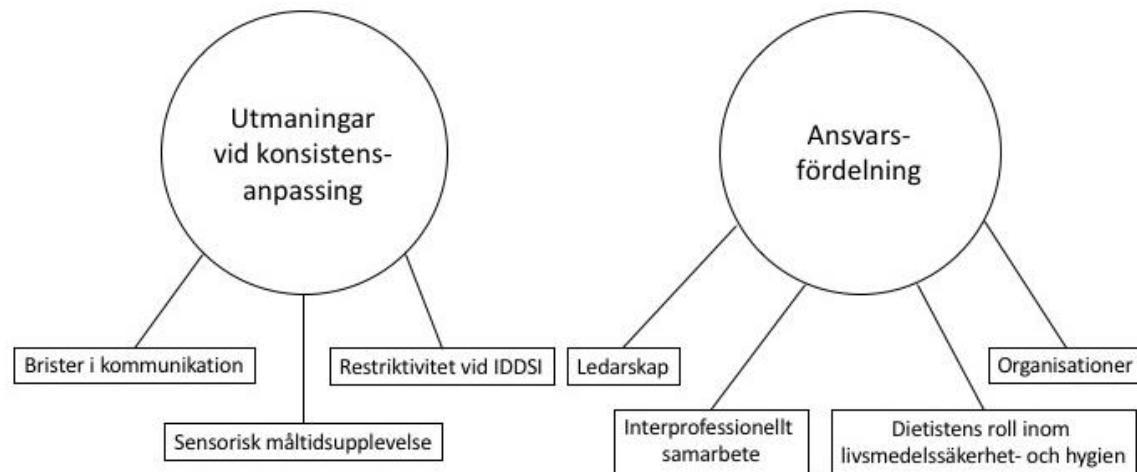 Utmaningar
vid konsistens-
anpassing
Brister i kommunikation
Sensorisk måltidsupplevelse
Restriktivitet vid IDDSI
Ansvars-
fördelning
Ledarskap
Interprofessionellt
samarbete
Dietistens roll inom
livsmedelssäkerhet- och hygien
Organisationer